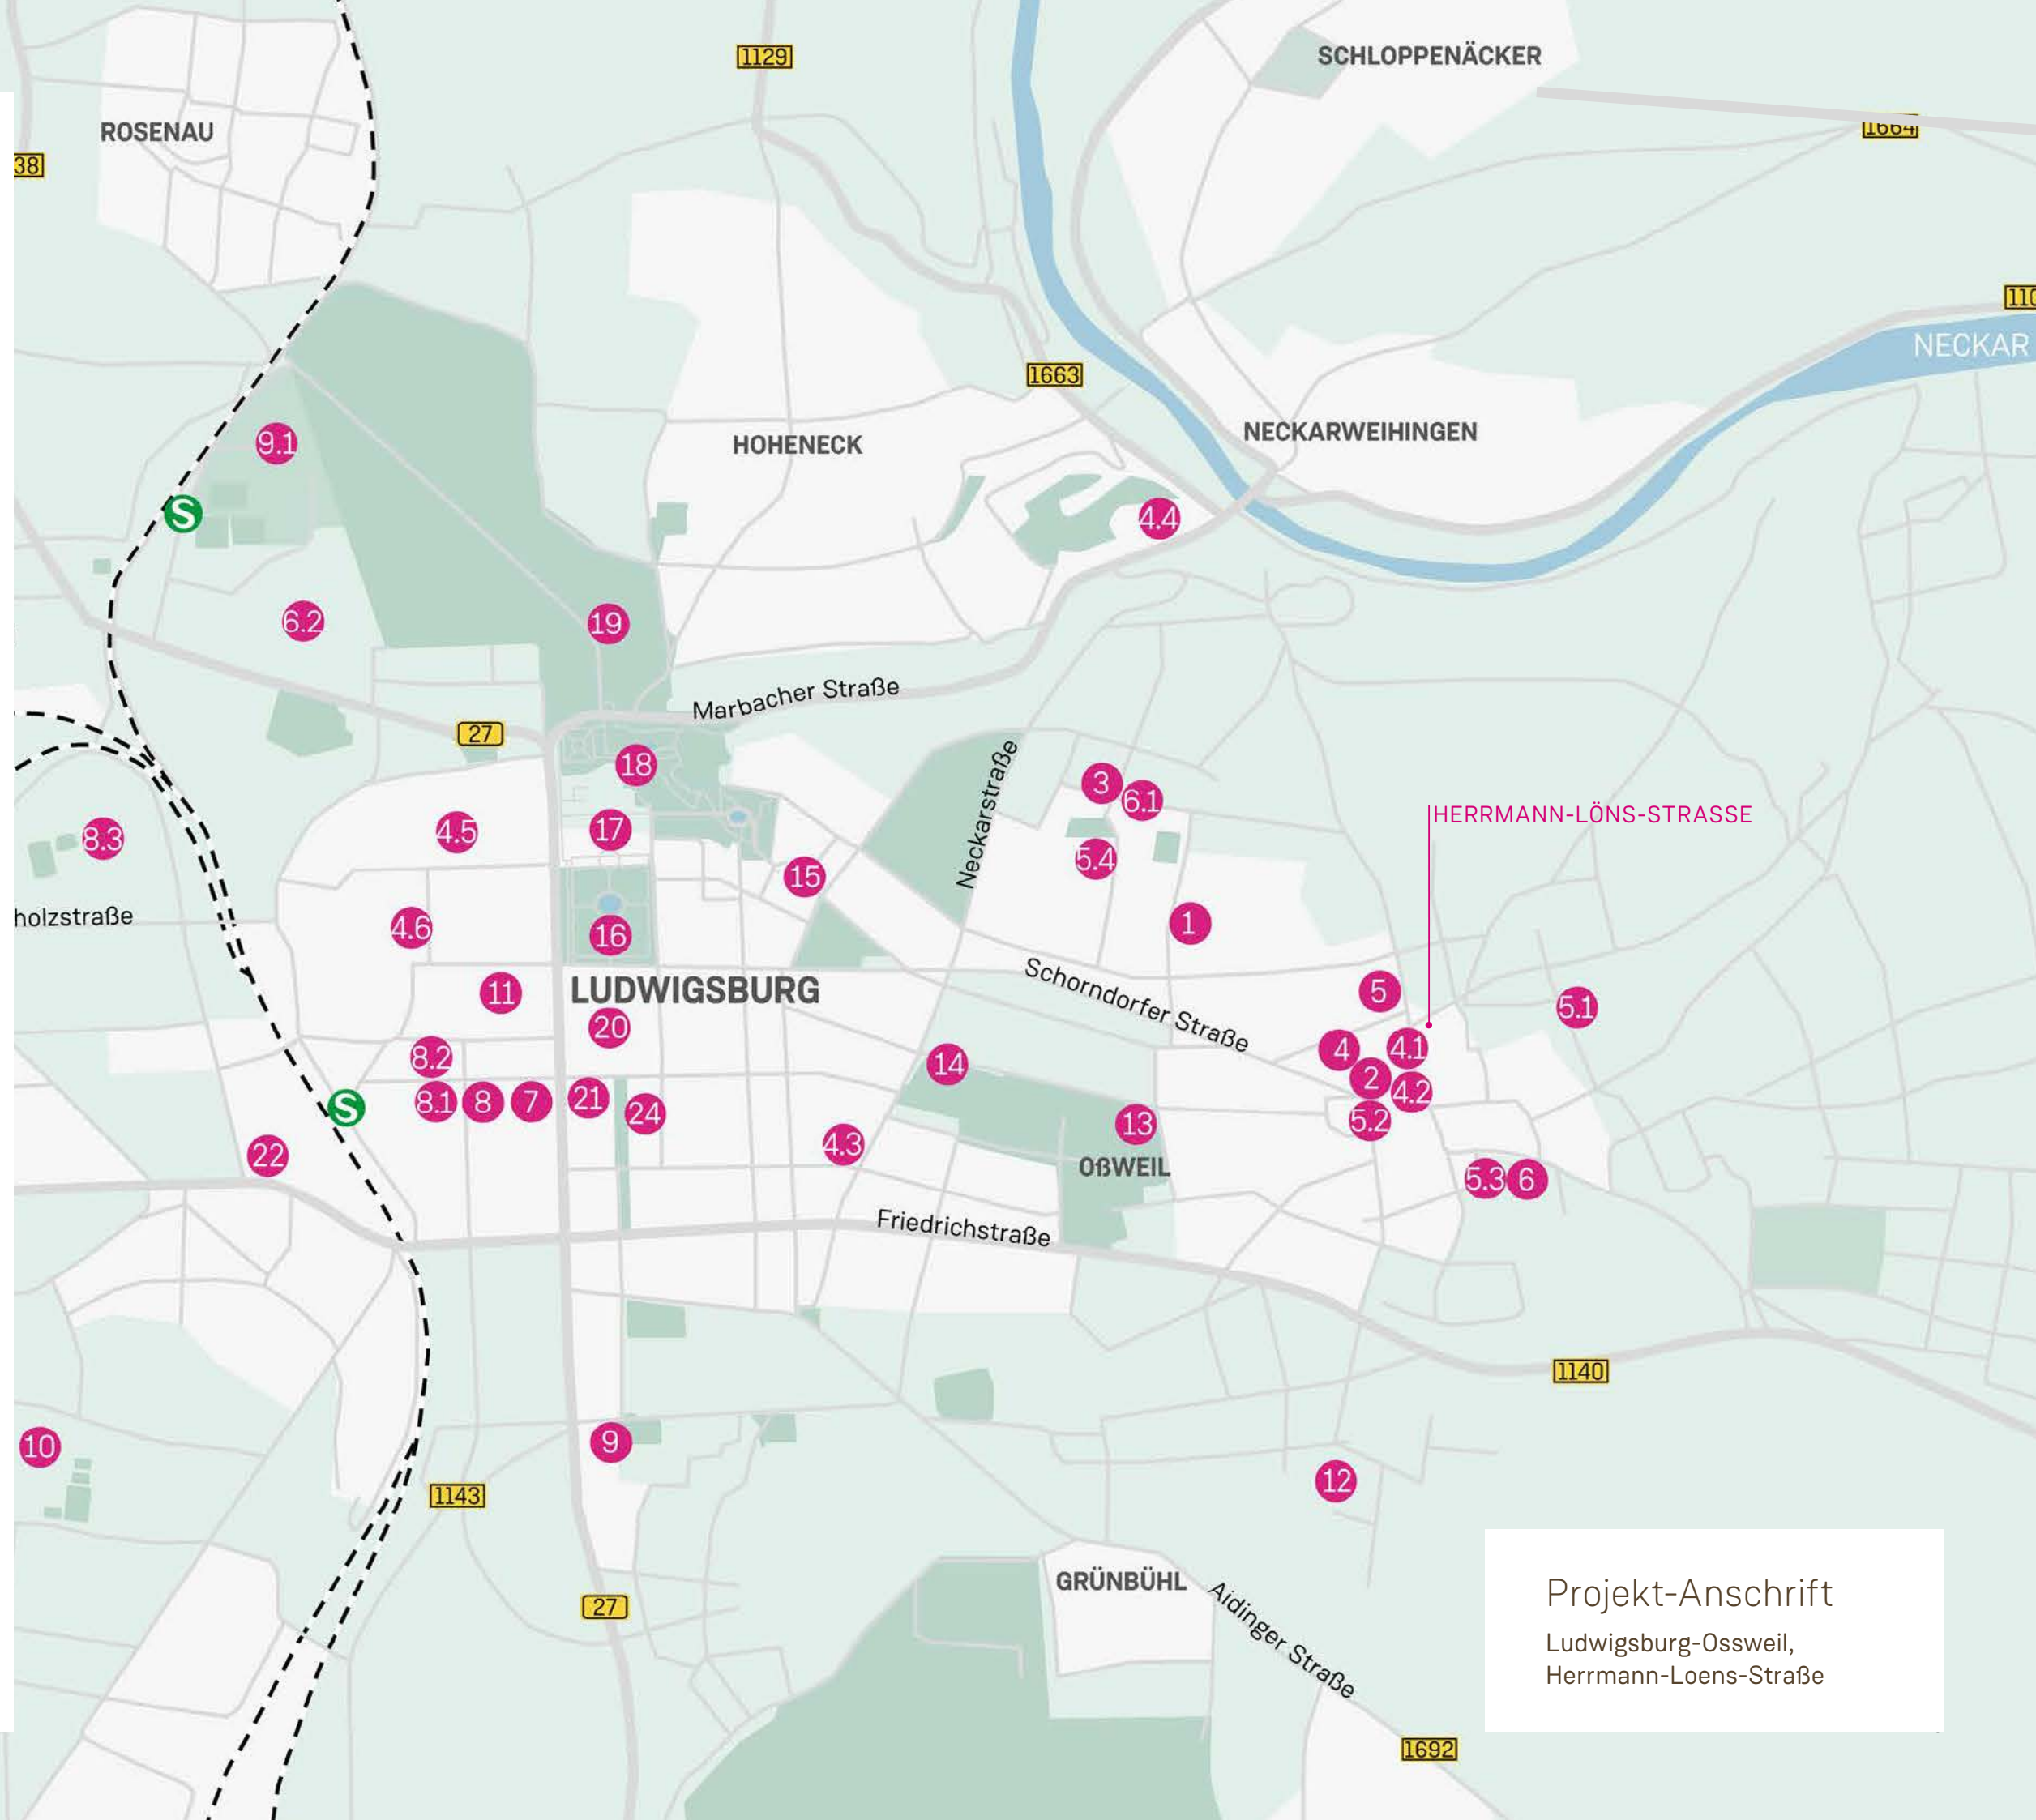 SCHLOPPENÄCKER
1129
1664
ROSENAU
38
110
NECKAR
1663
NECKARWEIHINGEN
HOHENECK
9.1
S
4.4
6.2
19
Marbacher Straße
27
Neckarstraße
18
3
6.1
HERRMANN-LÖNS-STRASSE
17
4.5
8.3
5.4
15
holzstraße
4.6
16
1
Schorndorfer Straße
LUDWIGSBURG
11
5
5.1
20
8.2
14
4
4.1
2
4.2
8.1
8
7
21
24
5.2
S
13
4.3
22
OßWEIL
5.3
6
Friedrichstraße
1140
10
9
12
1143
GRÜNBÜHL
Aidinger Straße
27
1692
Projekt-Anschrift
Ludwigsburg-Ossweil,
Herrmann-Loens-Straße